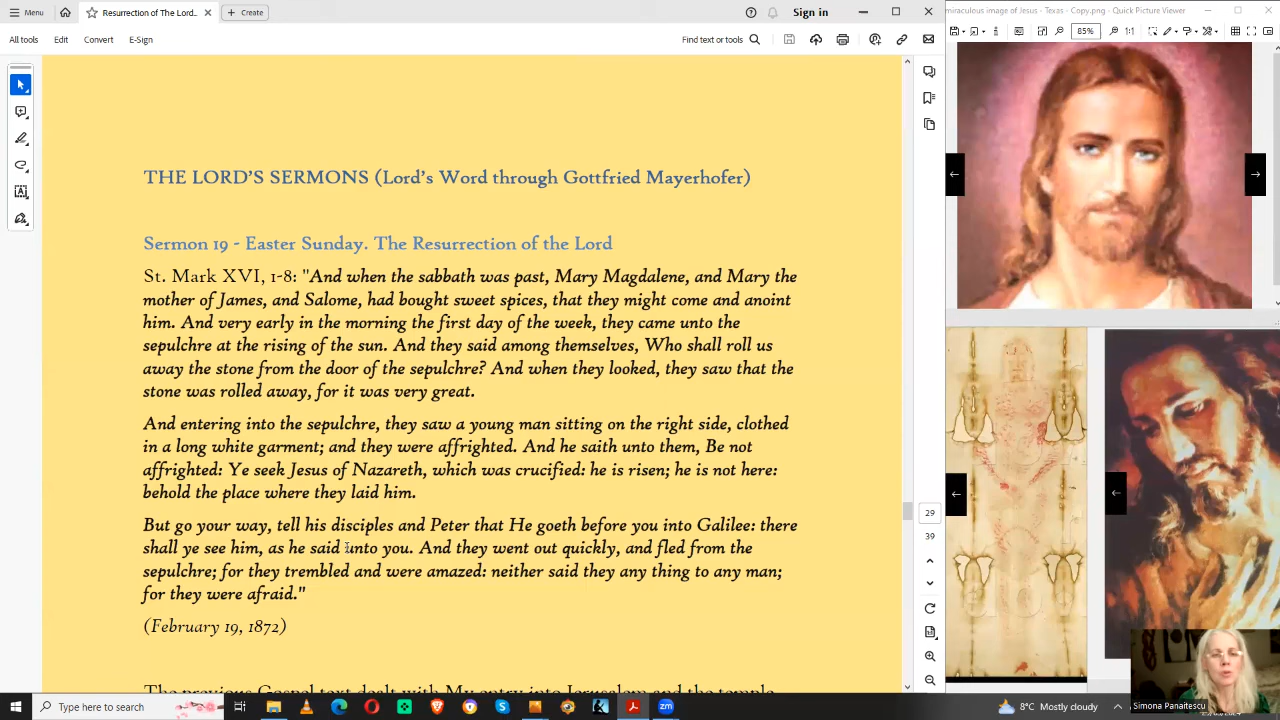 Menu
Resurrection of The Lord...
Create
Sign in
miraculous image of Jesus - Texas - Copy.png - Quick Picture Viewer
All tools
Edit
Convert
E-Sign
Find text or tools
85%
1:1
THE LORD'S SERMONS (Lord's Word through Gottfried Mayerhofer)
Sermon 19 - Easter Sunday. The Resurrection of the Lord
St. Mark XVI, 1-8: "And when the sabbath was past, Mary Magdalene, and Mary the
mother of James, and Salome, had bought sweet spices, that they might come and anoint
him. And very early in the morning the first day of the week, they came unto the
sepulchre at the rising of the sun. And they said among themselves, Who shall roll us
away the stone from the door of the sepulchre? And when they looked, they saw that the
stone was rolled away, for it was very great.
And entering into the sepulchre, they saw a young man sitting on the right side, clothed
in a long white garment; and they were affrighted. And he saith unto them, Be not
affrighted: Ye seek Jesus of Nazareth, which was crucified: he is risen; he is not here:
behold the place where they laid him.
But go your way, tell his disciples and Peter that He goeth before you into Galilee: there
shall ye see him, as he said unto you. And they went out quickly, and fled from the
sepulchre; for they trembled and were amazed: neither said they any thing to any man;
for they were afraid."
(February 19, 1872)
The previous Gospel text dealt with My entry into Jerusalem and the temple
29
39
Type here to search
8°C Mostly cloudy
Simona Panaitescu